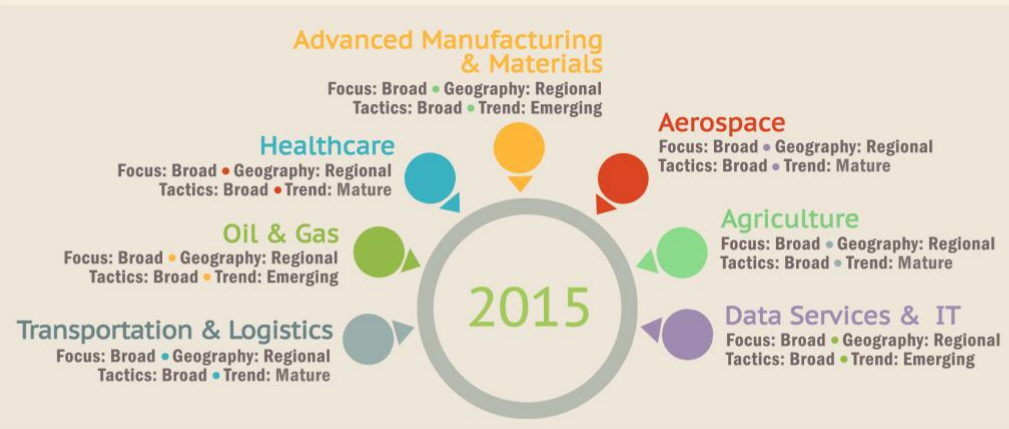 Advanced Manufacturing
& Materials
Focus: Broad • Geography: Regional
Tactics: Broad • Trend: Emerging
Aerospace
Focus: Broad • Geography: Regional
Tactics: Broad • Trend: Mature
Healthcare
Focus: Broad • Geography: Regional
Tactics: Broad • Trend: Mature
Agriculture
Focus: Broad • Geography: Regional
Tactics: Broad • Trend: Mature
Oil & Gas
Focus: Broad • Geography: Regional
Tactics: Broad • Trend: Emerging
2015
Data Services & IT
Focus: Broad • Geography: Regional
Tactics: Broad • Trend: Emerging
Transportation & Logistics
Focus: Broad • Geography: Regional
Tactics: Broad • Trend: Mature